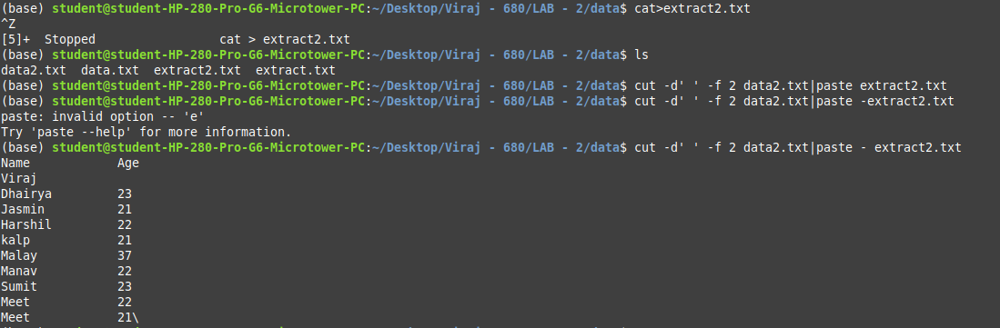 (base) student@student-HP-280-Pro-G6-Microtower-PC:~/Desktop/Viraj - 680/LAB - 2/data$ cat>extract2.txt
^Z
[5]+  Stopped                 cat > extract2.txt
(base) student@student-HP-280-Pro-G6-Microtower-PC:~/Desktop/Viraj - 680/LAB - 2/data$ ls
data2.txt  data.txt  extract2.txt  extract.txt
(base) student@student-HP-280-Pro-G6-Microtower-PC:~/Desktop/Viraj - 680/LAB - 2/data$ cut -d' ' -f 2 data2.txt|paste extract2.txt
(base) student@student-HP-280-Pro-G6-Microtower-PC:~/Desktop/Viraj - 680/LAB - 2/data$ cut -d' ' -f 2 data2.txt|paste -extract2.txt
paste: invalid option -- 'e'
Try 'paste --help' for more information.
(base) student@student-HP-280-Pro-G6-Microtower-PC:~/Desktop/Viraj - 680/LAB - 2/data$ cut -d' ' -f 2 data2.txt|paste - extract2.txt
Name            Age
Viraj
Dhairya         23
Jasmin          21
Harshil         22
kalp            21
Malay           37
Manav           22
Sumit           23
Meet            22
Meet            21\